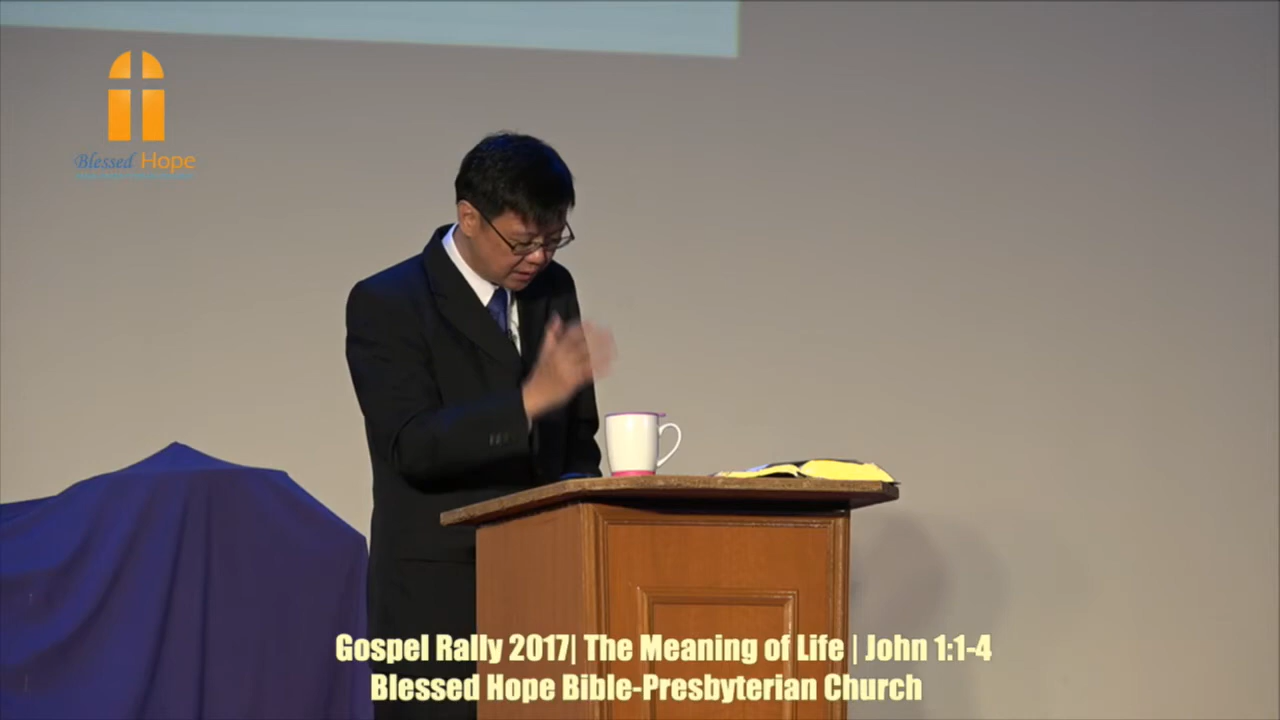 Blessed Hope
Gospel Rally 2017| The Meaning of Life | John 1:1-4
Blessed Hope Bible-Presbyterian Church